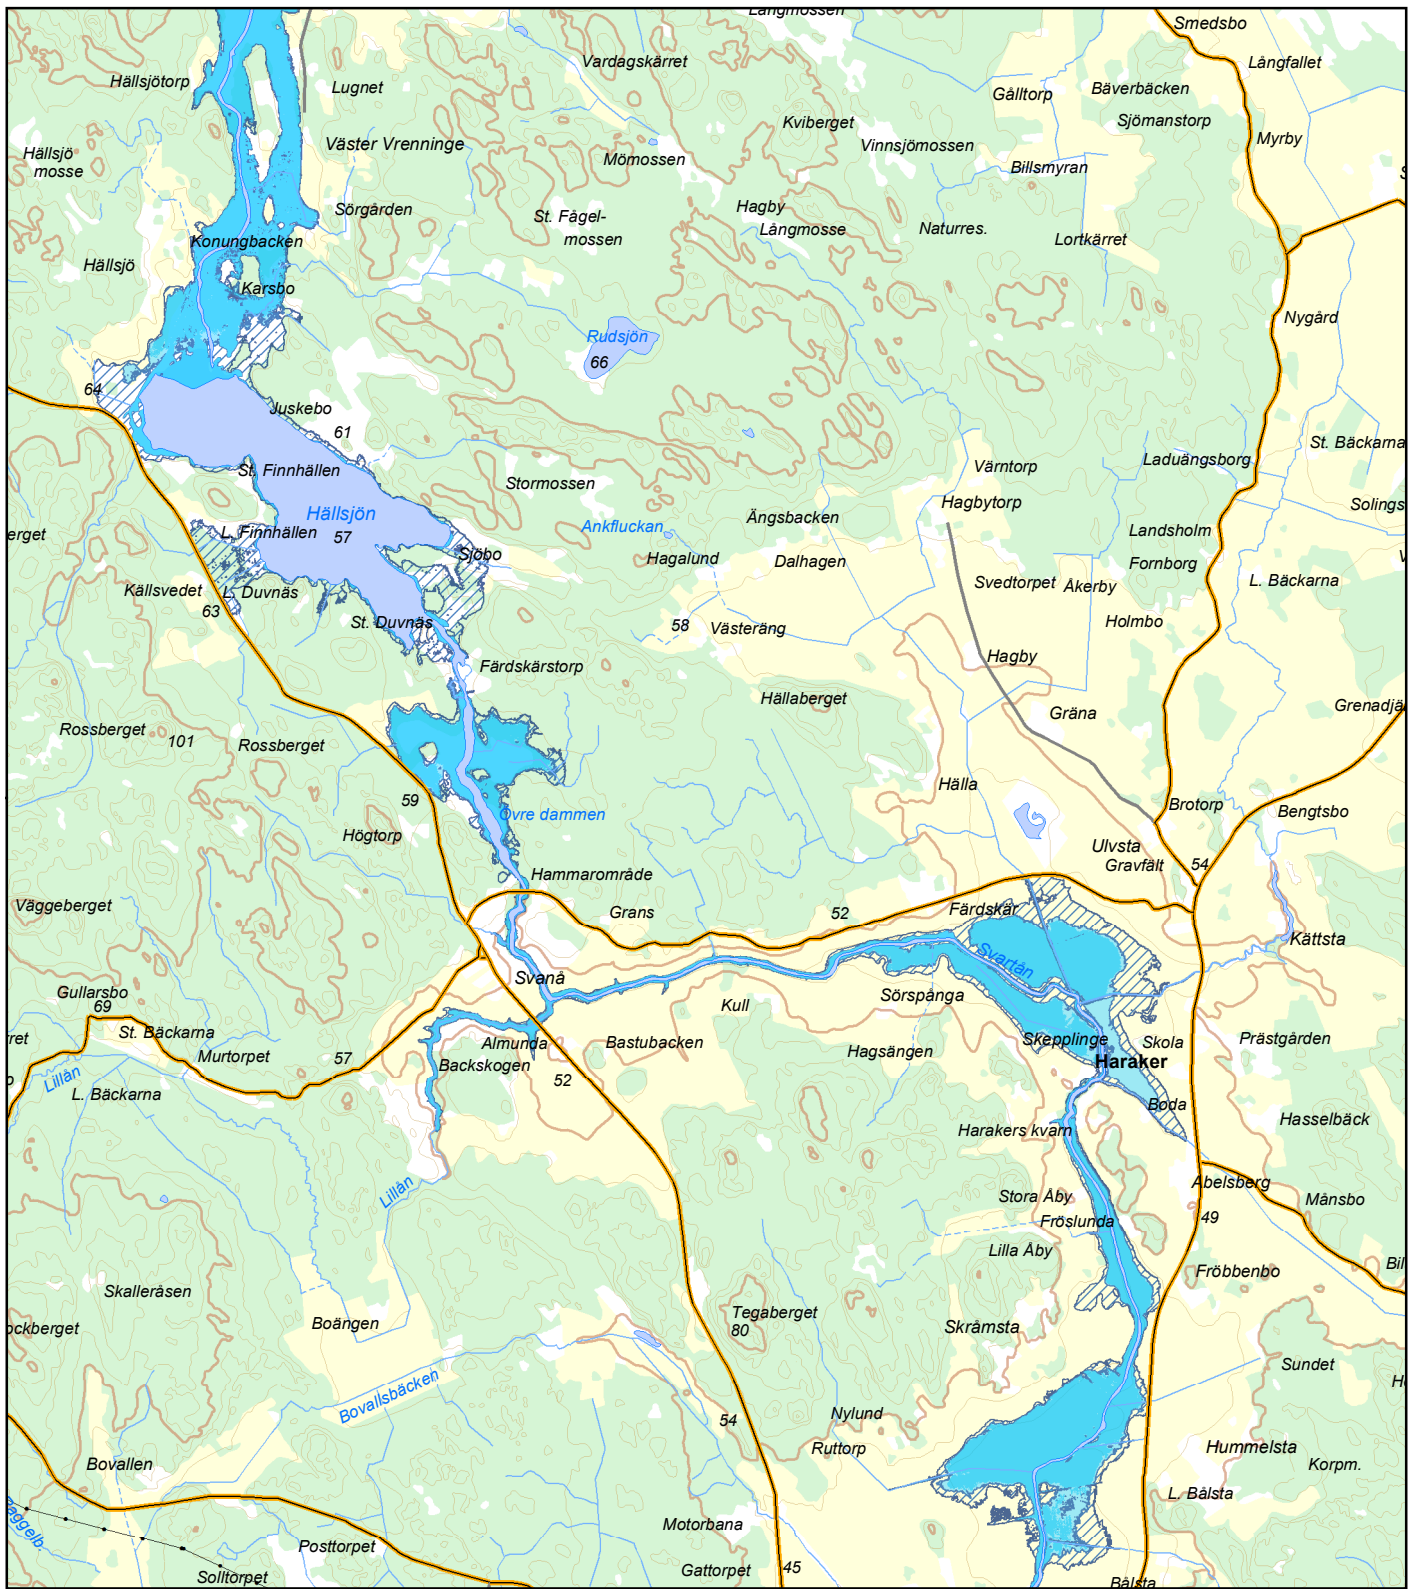 Långmossen
Smedsbo
Långfallet
Vardagskärret
Hällsjötorp
Lugnet
Gålltorp
Bäverbäcken
Sjömanstorp
Kviberget
Myrby
Hällsjö
mosse
Väster Vrenninge
Mömossen
Vinnsjömossen
Billsmyran
Sörgården
St. Fågel-
mossen
Hagby
Långmosse
Naturres.
Lortkärret
Konungbacken
Hällsjö
Karsbo
Nygård
Rudsjön
66
64
Juskebo
61
St. Bäckarna
St. Finnhällen
Stormossen
Värntorp
Laduängsborg
Hällsjön
57
L. Finnhällen
Ankfluckan
Ängsbacken
Hagbytorp
Solings
erget
Landsholm
Sjöbo
Hagalund
Dalhagen
Fornborg
Källsvedet
63
L. Duvnäs
Svedtorpet
Åkerby
L. Bäckarna
St. Duvnäs
58
Västeräng
Holmbo
Färdskärstorp
Hagby
Hällaberget
Rossberget
101
Rossberget
Gräna
Grenadjä
59
Hälla
Högtorp
Övre dammen
Brotorp
Bengtsbo
Ulvsta
Gravfält
54
Hammarområde
Väggeberget
Grans
52
Färdskär
Kättsta
Svartån
Svanå
Gullarsbo
69
St. Bäckarna
Kull
Sörspånga
Murtorpet
57
Almunda
Backskogen
Bastubacken
Hagsängen
Skepplinge
Skola
Haraker
Prästgården
rret
Lillån
L. Bäckarna
52
Böda
Hasselbäck
Harakers kvarn
Lillån
Abelsberg
Månsbo
Stora Åby
Fröslunda
49
Lilla Åby
Fröbbenbo
Bil
Skalleråsen
Boängen
Tegaberget
80
Skråmsta
ockberget
Sundet
Bovallsbäcken
54
Nylund
Ruttorp
Hummelsta
Korpm.
Bovallen
L. Bålsta
Motorbana
Posttorpet
Gattorpet
45
Solltorpet
Bålsta